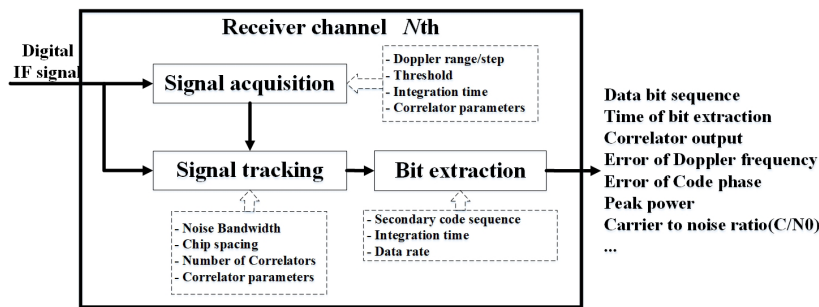 Receiver channel Nth
Digital
IF signal
Signal acquisition
- Doppler range/step
- Threshold
- Integration time
- Correlator parameters
Signal tracking
Bit extraction
- Noise Bandwidth
- Chip spacing
- Number of Correlators
- Correlator parameters
- Secondary code sequence
- Integration time
- Data rate
Data bit sequence
Time of bit extraction
Correlator output
Error of Doppler frequency
Error of Code phase
Peak power
Carrier to noise ratio(C/N0)
...